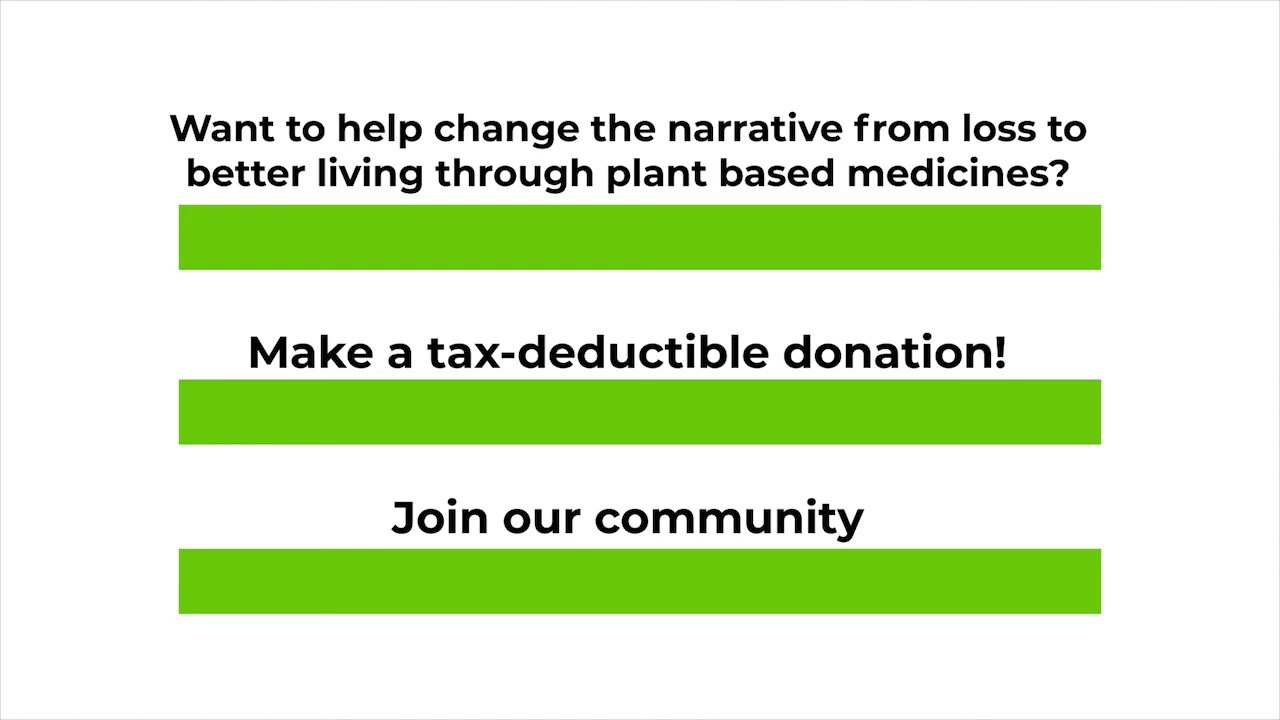 Want to help change the narrative from loss to
better living through plant based medicines?
Make a tax-deductible donation!
Join our community